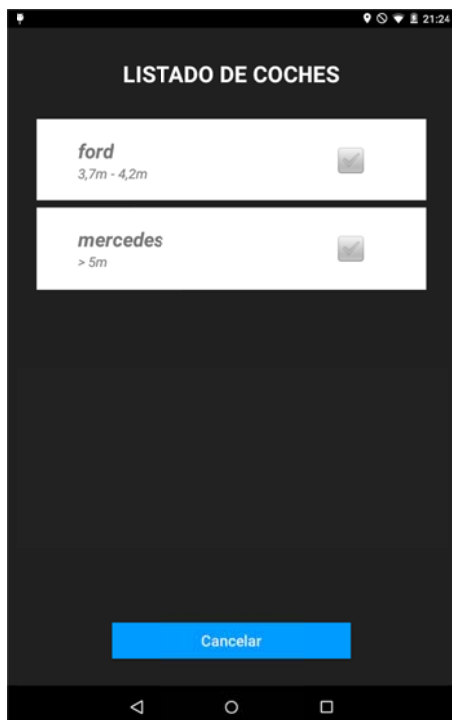 21:24
LISTADO DE COCHES
ford
3,7m - 4,2m
mercedes
> 5m
Cancelar